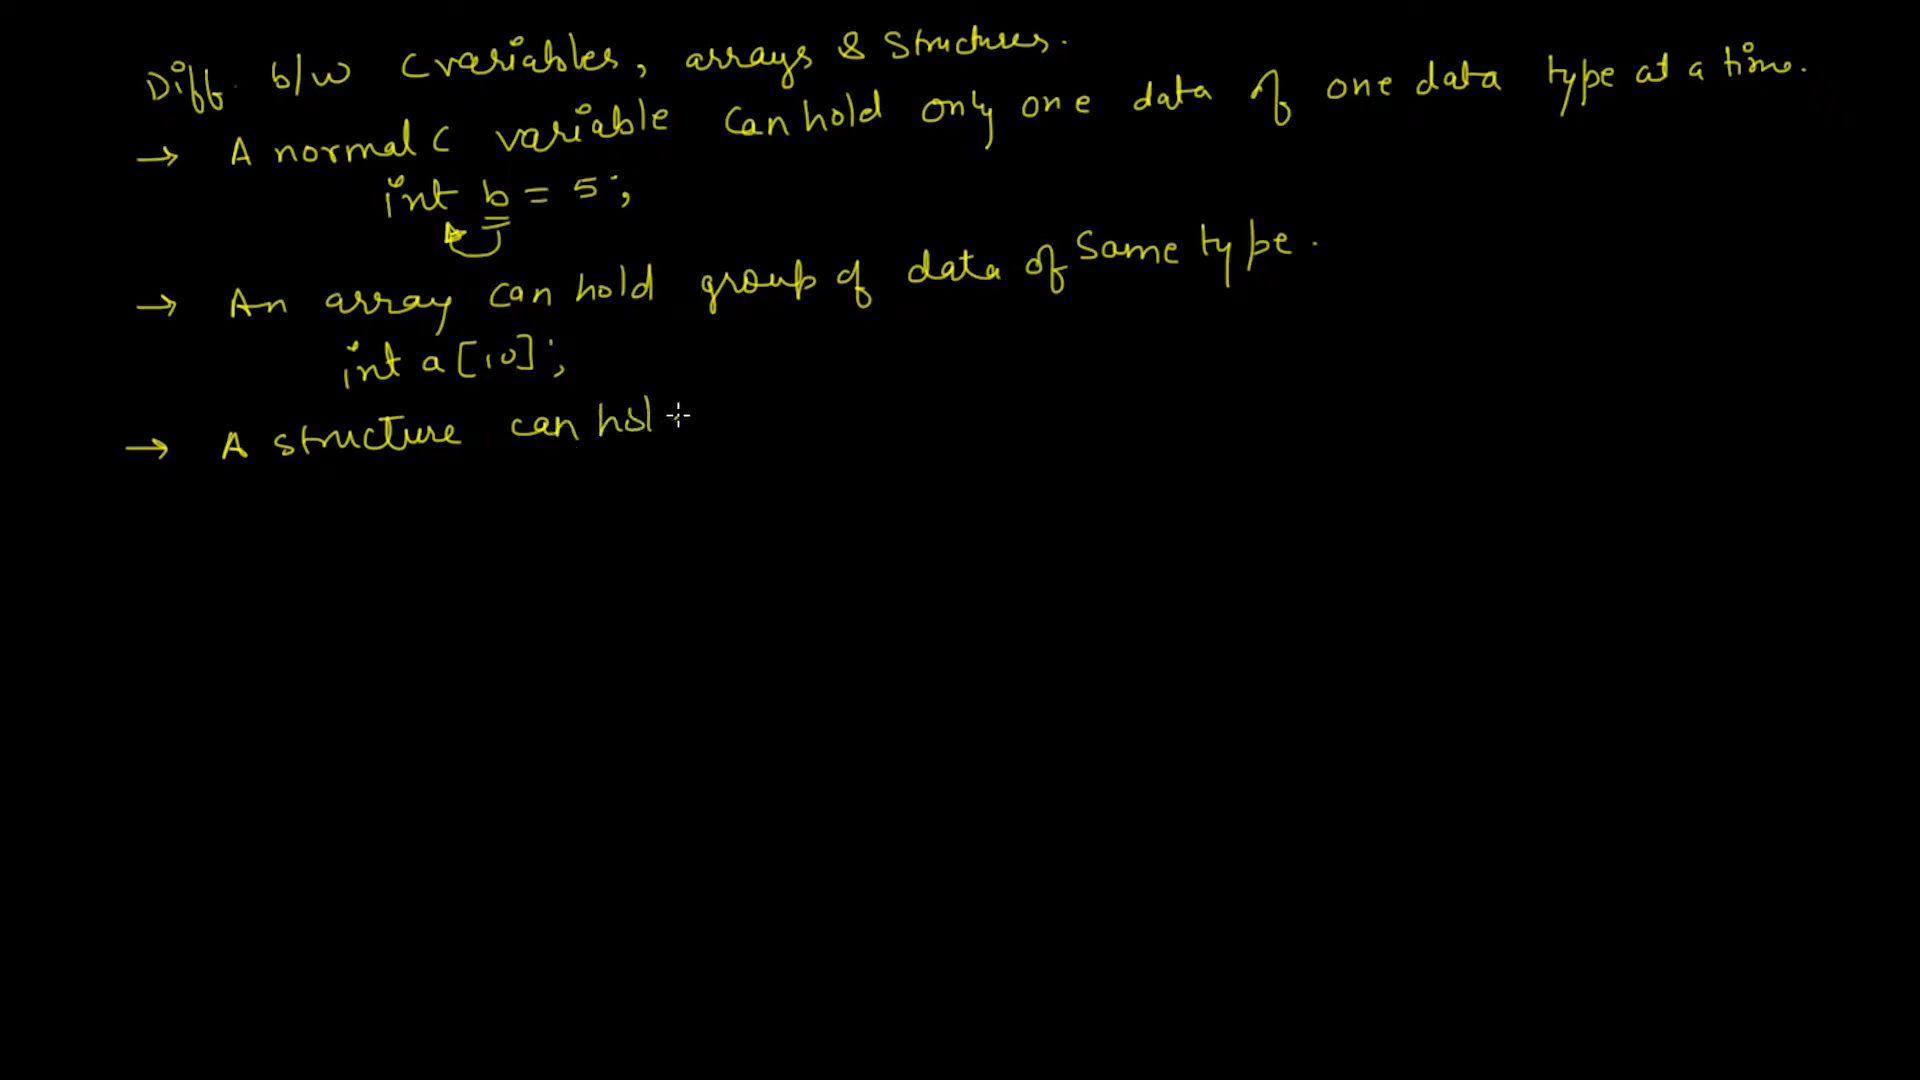 Diff. b/w C variables, arrays & Structures.
→ A normal C variable can hold only one data of one data type at a time.
int b = 5;
→ An array can hold group of data of Same type.
int a[10];
→ A structure can hol